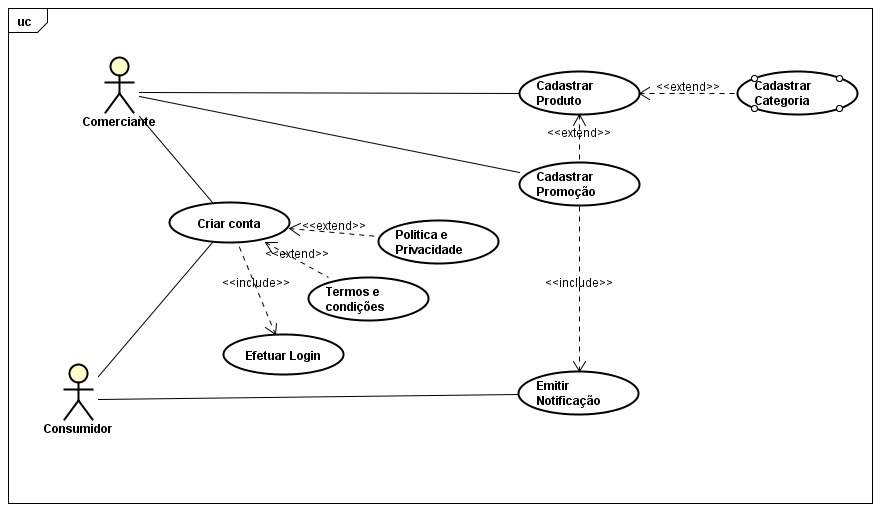 uc
Comerciante
Cadastrar
Produto
<<extend>>
Cadastrar
Categoria
<<extend>>
Cadastrar
Promoção
Criar conta
<<extend>>
Politica e
Privacidade
<<extend>>
<<include>>
Termos e
condições
<<include>>
Efetuar Login
Consumidor
Emitir
Notificação